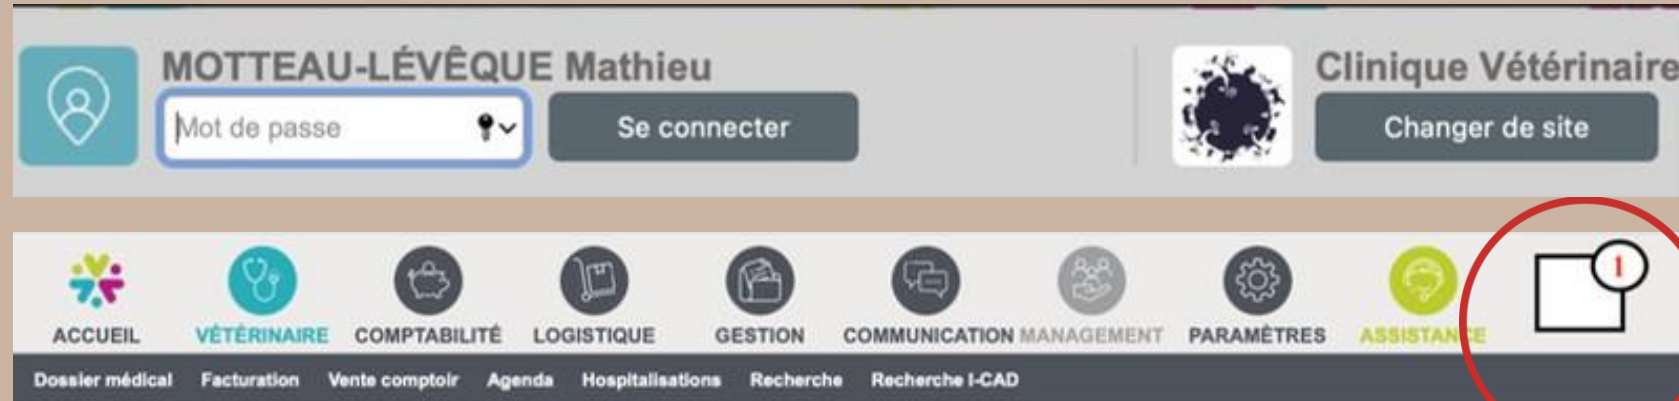 MOTTEAU-LÉVÊQUE Mathieu
Mot de passe
Se connecter
Clinique Vétérinaire
Changer de site
1
ACCUEIL VÉTÉRINAIRE COMPTABILITÉ LOGISTIQUE GESTION COMMUNICATION MANAGEMENT PARAMÈTRES ASSISTANCE
Dossier médical Facturation Vente comptoir Agenda Hospitalisations Recherche Recherche I-CAD